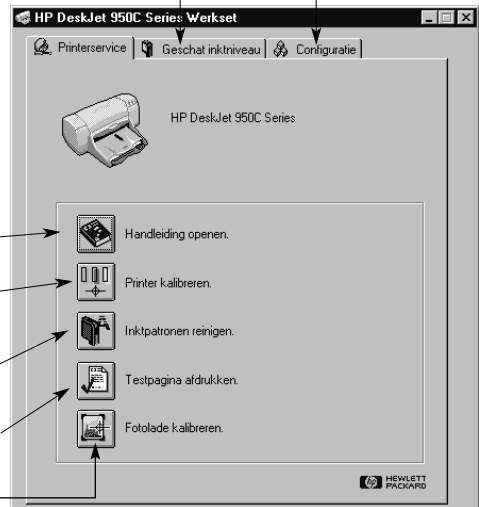 HP DeskJet 950C Series Werkset
Printerservice
Geschat inktniveau
Configuratie
HP DeskJet 950C Series
Handleiding openen.
Printer kalibreren.
Inktpatronen reinigen.
Testpagina afdrukken.
Fotolade kalibreren.
hp HEWLETT
PACKARD